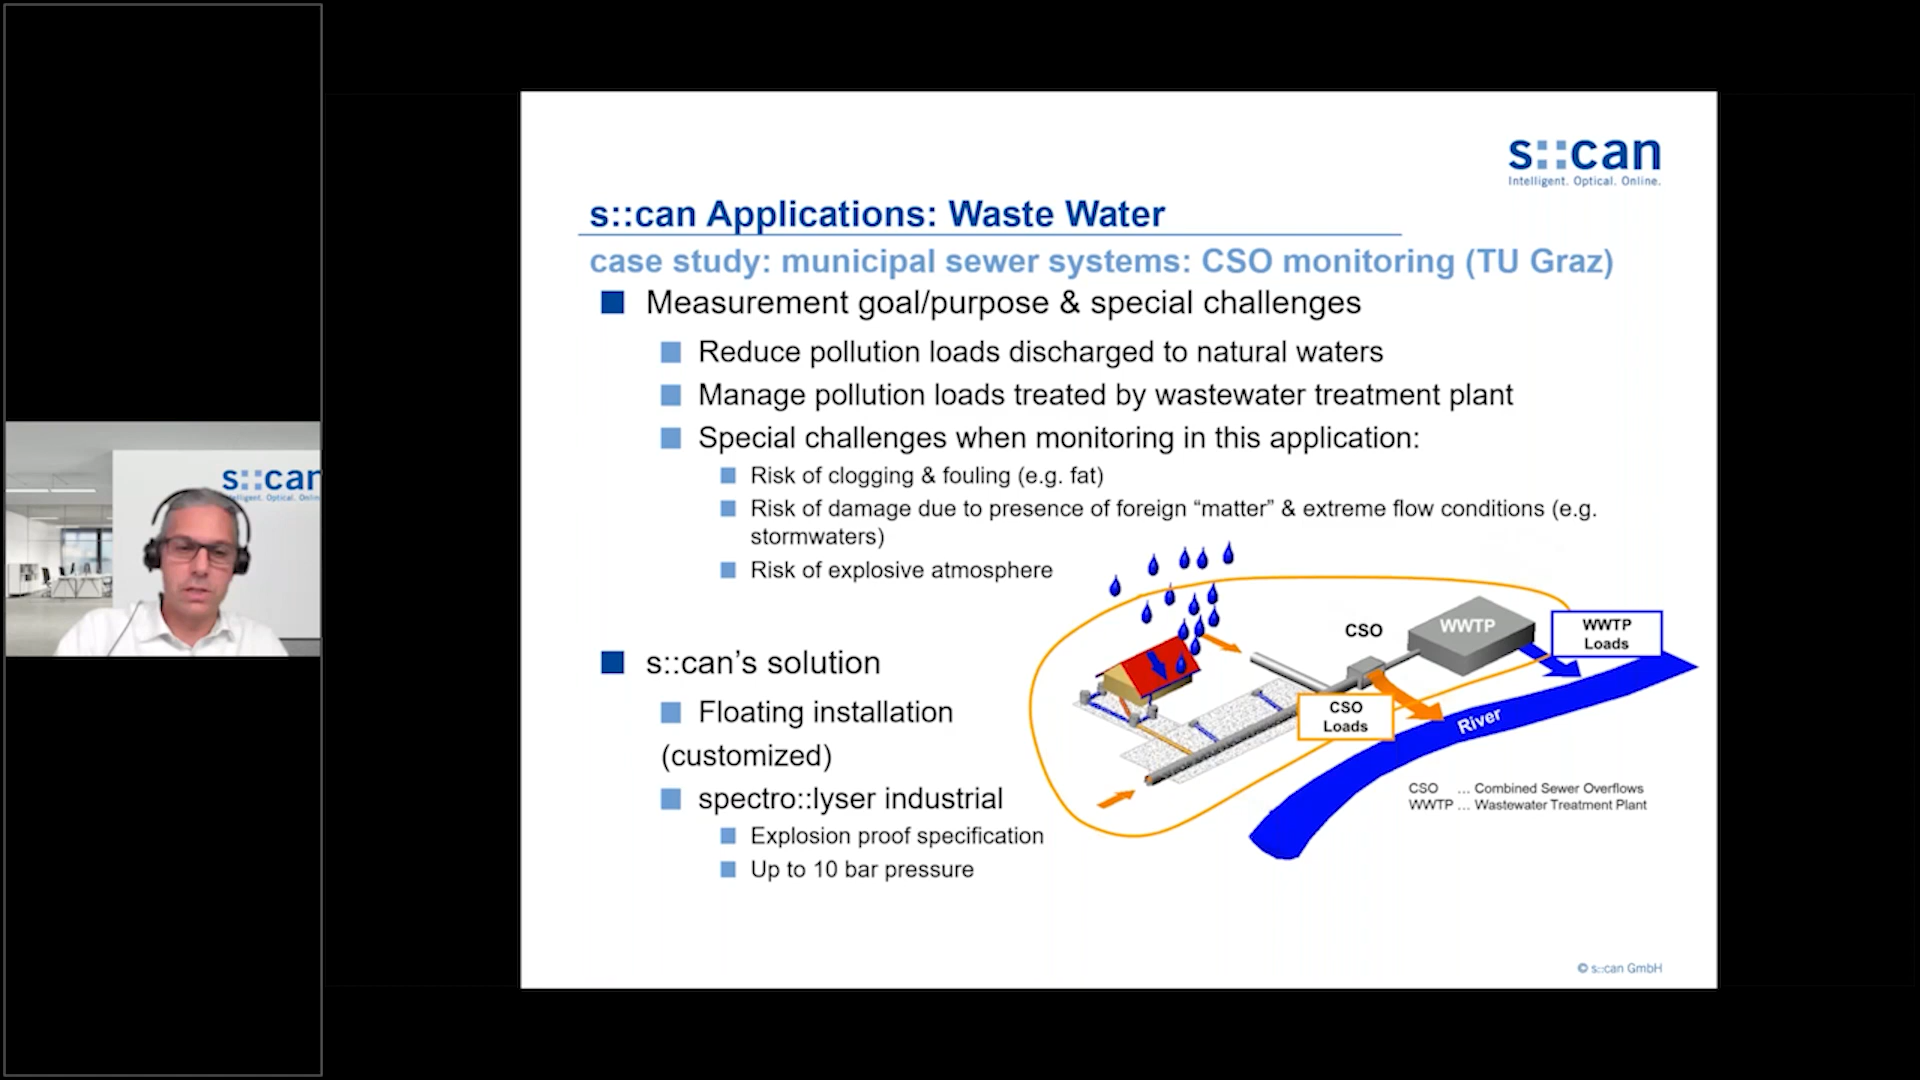 s::can
Intelligent. Optical. Online.
s::can Applications: Waste Water
case study: municipal sewer systems: CSO monitoring (TU Graz)
Measurement goal/purpose & special challenges
Reduce pollution loads discharged to natural waters
Manage pollution loads treated by wastewater treatment plant
Special challenges when monitoring in this application:
Risk of clogging & fouling (e.g. fat)
Risk of damage due to presence of foreign “matter” & extreme flow conditions (e.g.
stormwaters)
Risk of explosive atmosphere
s::can’s solution
Floating installation
(customized)
spectro::lyser industrial
Explosion proof specification
Up to 10 bar pressure
CSO
WWTP
WWTP
Loads
CSO
Loads
River
CSO ... Combined Sewer Overflows
WWTP ... Wastewater Treatment Plant
© s::can GmbH
s::can
Intelligent. Optical. Onlin